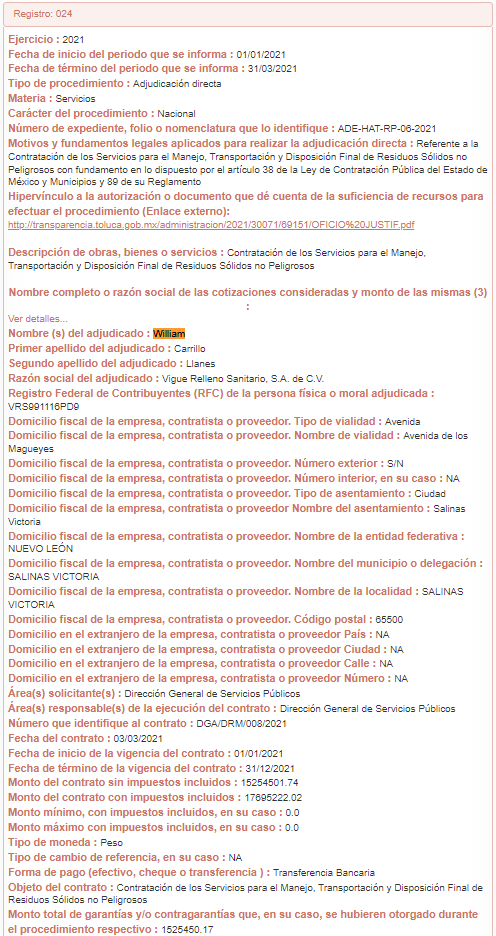 Registro: 024
Ejercicio : 2021
Fecha de inicio del periodo que se informa : 01/01/2021
Fecha de término del periodo que se informa : 31/03/2021
Tipo de procedimiento : Adjudicación directa
Materia : Servicios
Carácter del procedimiento : Nacional
Número de expediente, folio o nomenclatura que lo identifique : ADE-HAT-RP-06-2021
Motivos y fundamentos legales aplicados para realizar la adjudicación directa : Referente a la
Contratación de los Servicios para el Manejo, Transportación y Disposición Final de Residuos Sólidos no
Peligrosos con fundamento en lo dispuesto por el artículo 38 de la Ley de Contratación Pública del Estado de
México y Municipios y 89 de su Reglamento
Hipervínculo a la autorización o documento que dé cuenta de la suficiencia de recursos para
efectuar el procedimiento (Enlace externo):
http://transparencia.toluca.gob.mx/administracion/2021/30071/69151/OFICIO%20JUSTIF.pdf
Descripción de obras, bienes o servicios : Contratación de los Servicios para el Manejo,
Transportación y Disposición Final de Residuos Sólidos no Peligrosos
Nombre completo o razón social de las cotizaciones consideradas y monto de las mismas (3)
:
Ver detalles...
Nombre (s) del adjudicado : William
Primer apellido del adjudicado : Carrillo
Segundo apellido del adjudicado : Llanes
Razón social del adjudicado : Vigue Relleno Sanitario, S.A. de C.V.
Registro Federal de Contribuyentes (RFC) de la persona física o moral adjudicada :
VRS991116PD9
Domicilio fiscal de la empresa, contratista o proveedor. Tipo de vialidad : Avenida
Domicilio fiscal de la empresa, contratista o proveedor. Nombre de vialidad : Avenida de los
Magueyes
Domicilio fiscal de la empresa, contratista o proveedor. Número exterior : S/N
Domicilio fiscal de la empresa, contratista o proveedor. Número interior, en su caso : NA
Domicilio fiscal de la empresa, contratista o proveedor. Tipo de asentamiento : Ciudad
Domicilio fiscal de la empresa, contratista o proveedor Nombre del asentamiento : Salinas
Victoria
Domicilio fiscal de la empresa, contratista o proveedor. Nombre de la entidad federativa :
NUEVO LEÓN
Domicilio fiscal de la empresa, contratista o proveedor. Nombre del municipio o delegación :
SALINAS VICTORIA
Domicilio fiscal de la empresa, contratista o proveedor. Nombre de la localidad : SALINAS
VICTORIA
Domicilio fiscal de la empresa, contratista o proveedor. Código postal : 65500
Domicilio en el extranjero de la empresa, contratista o proveedor País : NA
Domicilio en el extranjero de la empresa, contratista o proveedor Ciudad : NA
Domicilio en el extranjero de la empresa, contratista o proveedor Calle : NA
Domicilio en el extranjero de la empresa, contratista o proveedor Número : NA
Área(s) solicitante(s) : Dirección General de Servicios Públicos
Área(s) responsable(s) de la ejecución del contrato : Dirección General de Servicios Públicos
Número que identifique al contrato : DGA/DRM/008/2021
Fecha del contrato : 03/03/2021
Fecha de inicio de la vigencia del contrato : 01/01/2021
Fecha de término de la vigencia del contrato : 31/12/2021
Monto del contrato sin impuestos incluidos : 15254501.74
Monto del contrato con impuestos incluidos : 17695222.02
Monto mínimo, con impuestos incluidos, en su caso : 0.0
Monto máximo con impuestos incluidos, en su caso : 0.0
Tipo de moneda : Peso
Tipo de cambio de referencia, en su caso : NA
Forma de pago (efectivo, cheque o transferencia ) : Transferencia Bancaria
Objeto del contrato : Contratación de los Servicios para el Manejo, Transportación y Disposición Final de
Residuos Sólidos no Peligrosos
Monto total de garantías y/o contragarantías que, en su caso, se hubieren otorgado durante
el procedimiento respectivo : 1525450.17